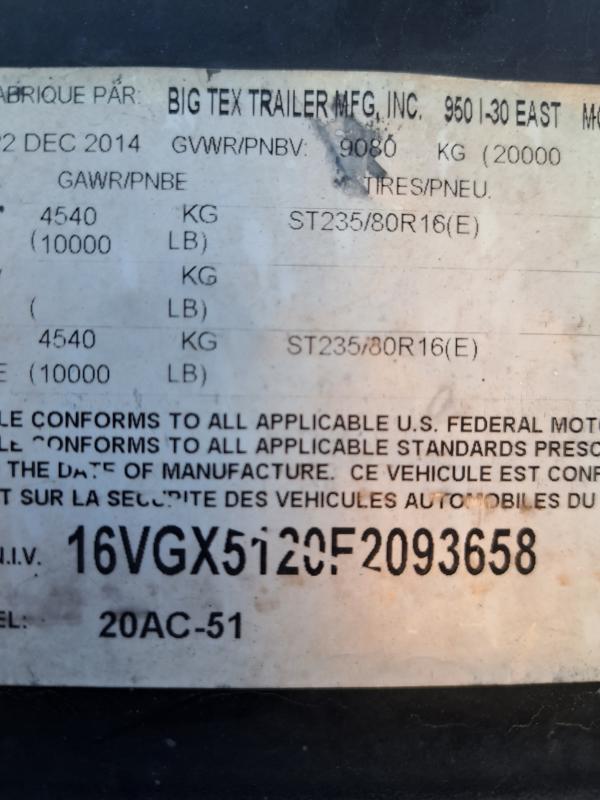 FABRIQUE PAR: BIG TEX TRAILER MFG, INC. 950 I-30 EAST
22 DEC 2014 GVWR/PNBV: 9080 KG (20000
GAWR/PNBE TIRES/PNEU.
4540 KG ST235/80R16(E)
(10000 LB)
KG
( LB)
4540 KG ST235/80R16(E)
E (10000 LB)
LE CONFORMS TO ALL APPLICABLE U.S. FEDERAL MOT
LE CONFORMS TO ALL APPLICABLE STANDARDS PRESC
THE DATE OF MANUFACTURE. CE VEHICULE EST CONF
T SUR LA SECURITE DES VEHICULES AUTOMOBILES DU
N.I.V. 16VGX5120F2093658
EL: 20AC-51